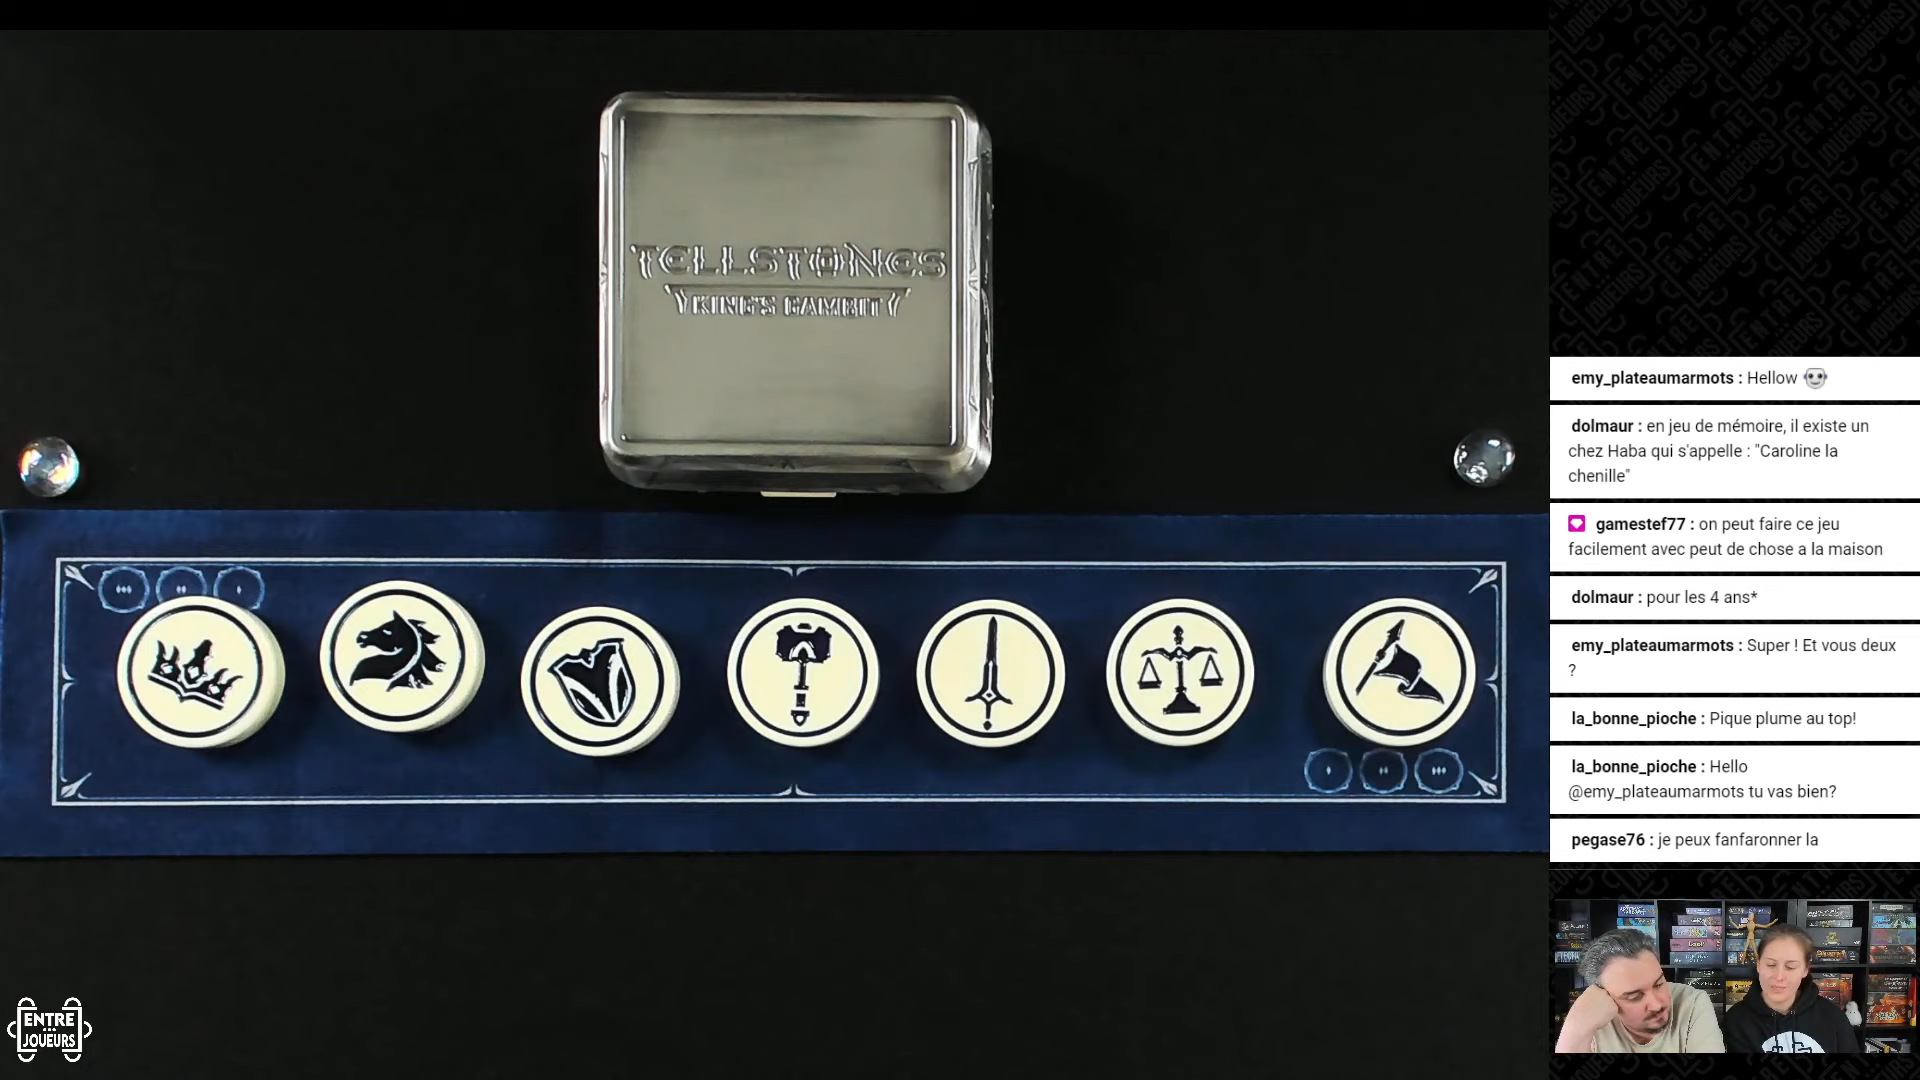 TELLSTONES
KING'S GAMBIT
emy_plateaumarmots : Hellow
dolmaur : en jeu de mémoire, il existe un
chez Haba qui s'appelle : "Caroline la
chenille"
gamestef77 : on peut faire ce jeu
facilement avec peut de chose a la maison
dolmaur : pour les 4 ans*
emy_plateaumarmots : Super ! Et vous deux
?
la_bonne_pioche : Pique plume au top!
la_bonne_pioche : Hello
@emy_plateaumarmots tu vas bien?
pegase76 : je peux fanfaronner la
ENTRE
JOUEURS